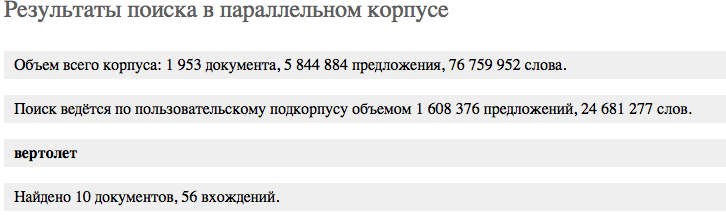 Результаты поиска в параллельном корпусе
Объем всего корпуса: 1 953 документа, 5 844 884 предложения, 76 759 952 слова.
Поиск ведётся по пользовательскому подкорпусу объемом 1 608 376 предложений, 24 681 277 слов.
вертолет
Найдено 10 документов, 56 вхождений.